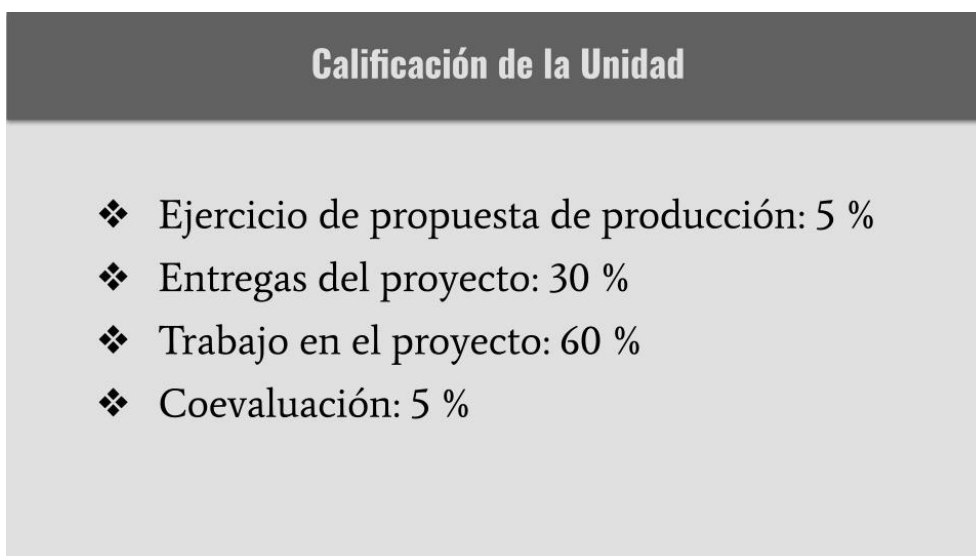 Calificación de la Unidad
❖ Ejercicio de propuesta de producción: 5 %
❖ Entregas del proyecto: 30 %
❖ Trabajo en el proyecto: 60 %
❖ Coevaluación: 5 %